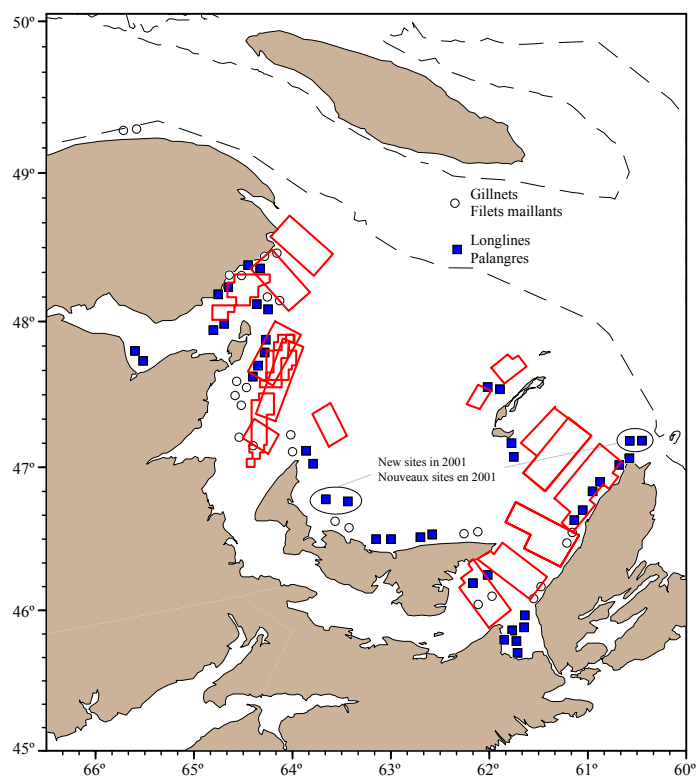 50º
49º
Gillnets
Filets maillants
Longlines
Palangres
48º
47º
New sites in 2001
Nouveaux sites en 2001
46º
45º
66º 65º 64º 63º 62º 61º 60º